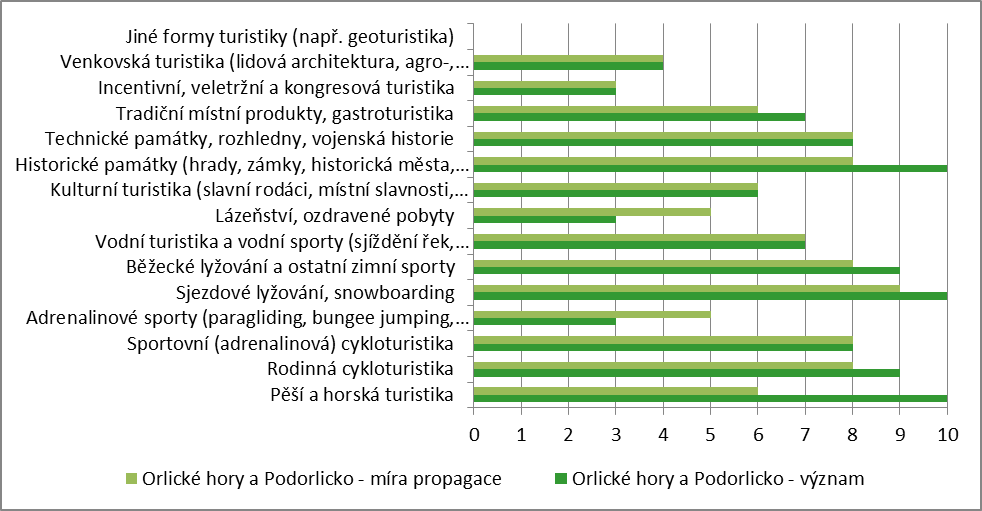 Jiné formy turistiky (např. geoturistika)
Venkovská turistika (lidová architektura, agro-,...
Incentivní, veletržní a kongresová turistika
Tradiční místní produkty, gastroturistika
Technické památky, rozhledny, vojenská historie
Historické památky (hrady, zámky, historická města,...
Kulturní turistika (slavní rodáci, místní slavnosti,...
Lázeňství, ozdravené pobyty
Vodní turistika a vodní sporty (sjíždění řek,...
Běžecké lyžování a ostatní zimní sporty
Sjezdové lyžování, snowboarding
Adrenalinové sporty (paragliding, bungee jumping,...
Sportovní (adrenalinová) cykloturistika
Rodinná cykloturistika
Pěší a horská turistika
0 1 2 3 4 5 6 7 8 9 10
Orlické hory a Podorlicko - míra propagace
Orlické hory a Podorlicko - význam